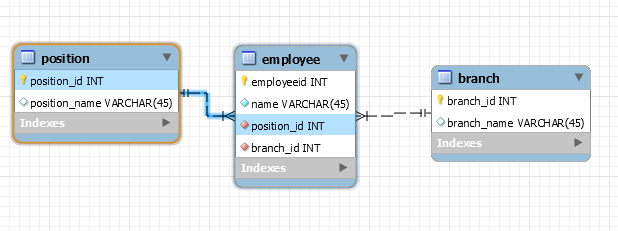 position
position_id INT
position_name VARCHAR(45)
Indexes
employee
employeeid INT
name VARCHAR(45)
position_id INT
branch_id INT
Indexes
branch
branch_id INT
branch_name VARCHAR(45)
Indexes